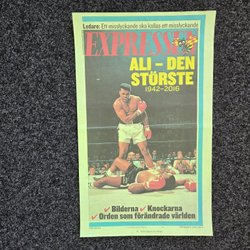 Ledare: Ett misslyckande ska kallas ett misslyckande
EXPRESSEN
ALI – DEN
STÖRSTE
1942–2016
✓ Bilderna ✓ Knockarna
✓ Orden som förändrade världen